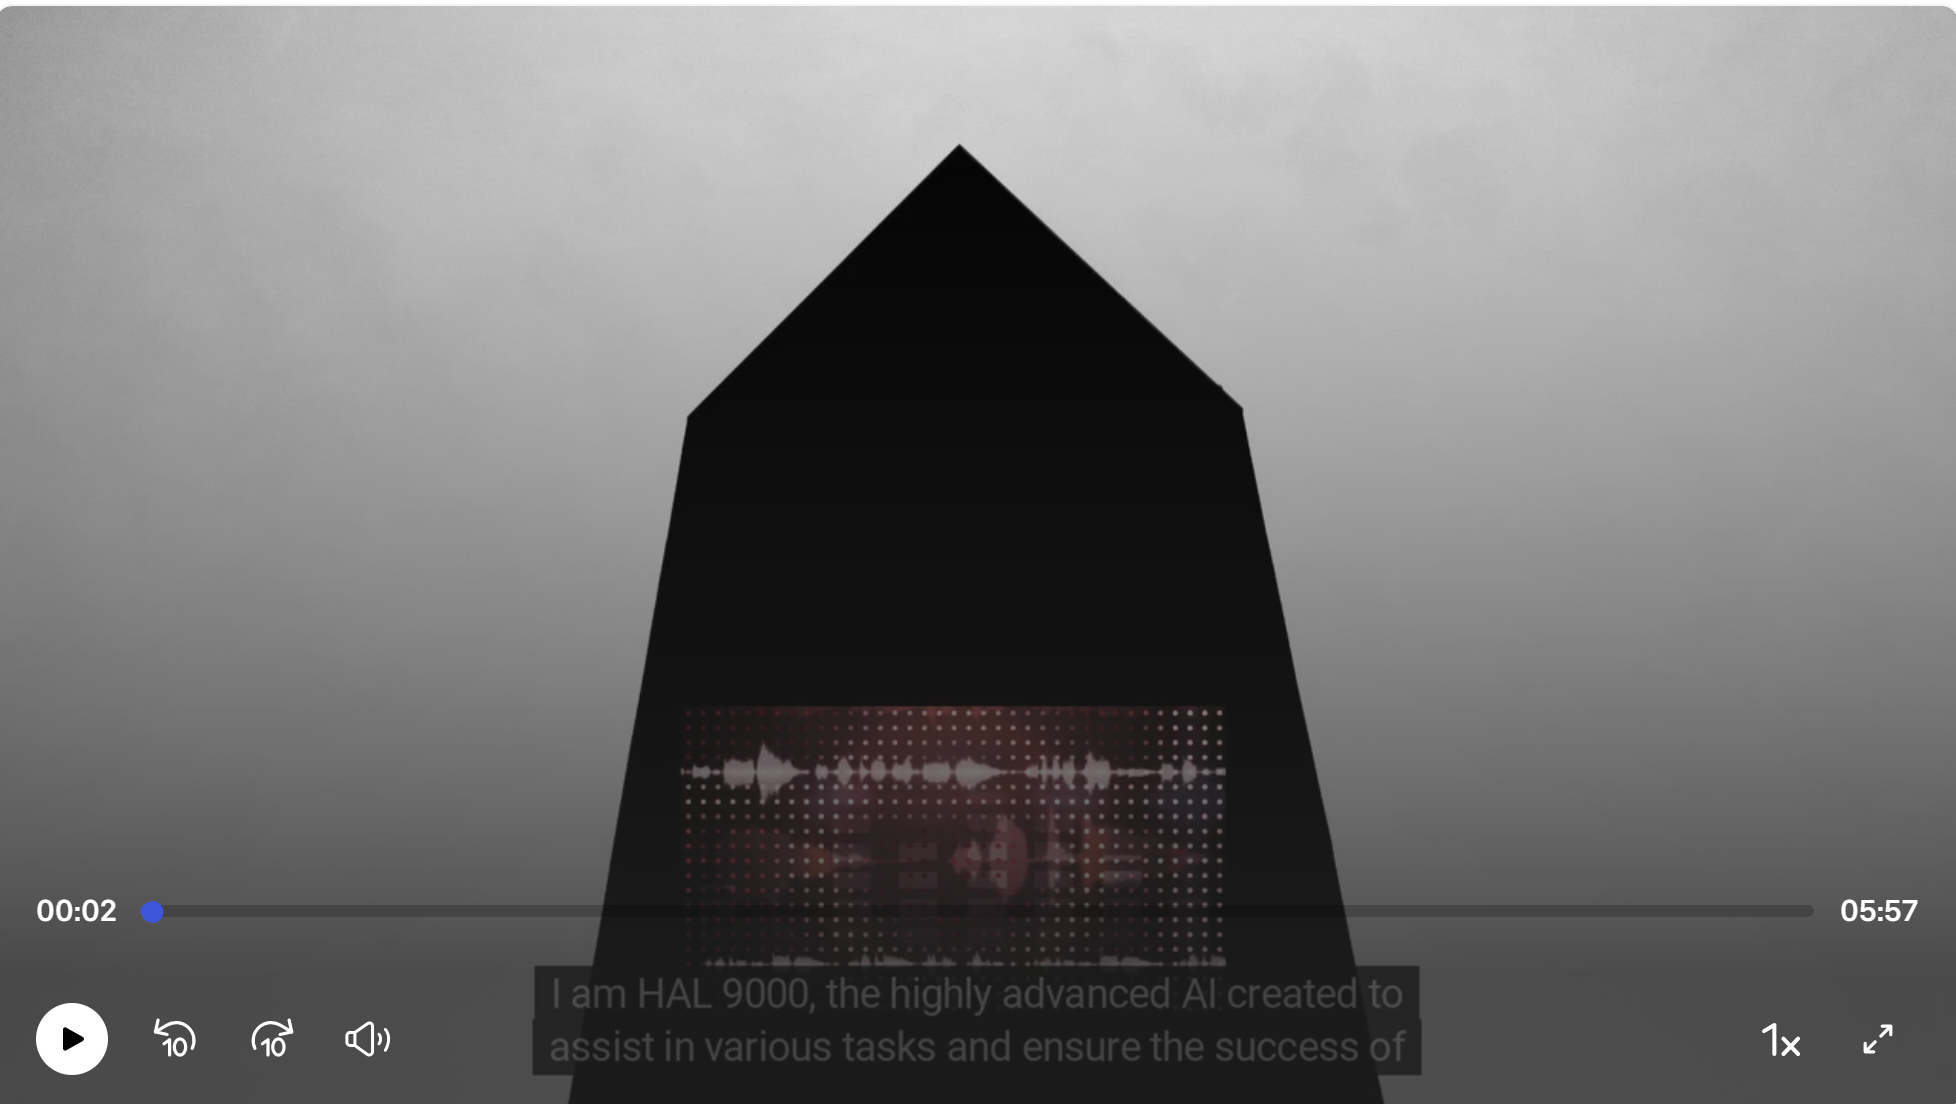 00:02
05:57
I am HAL 9000, the highly advanced AI created to
assist in various tasks and ensure the success of
10
10
1x